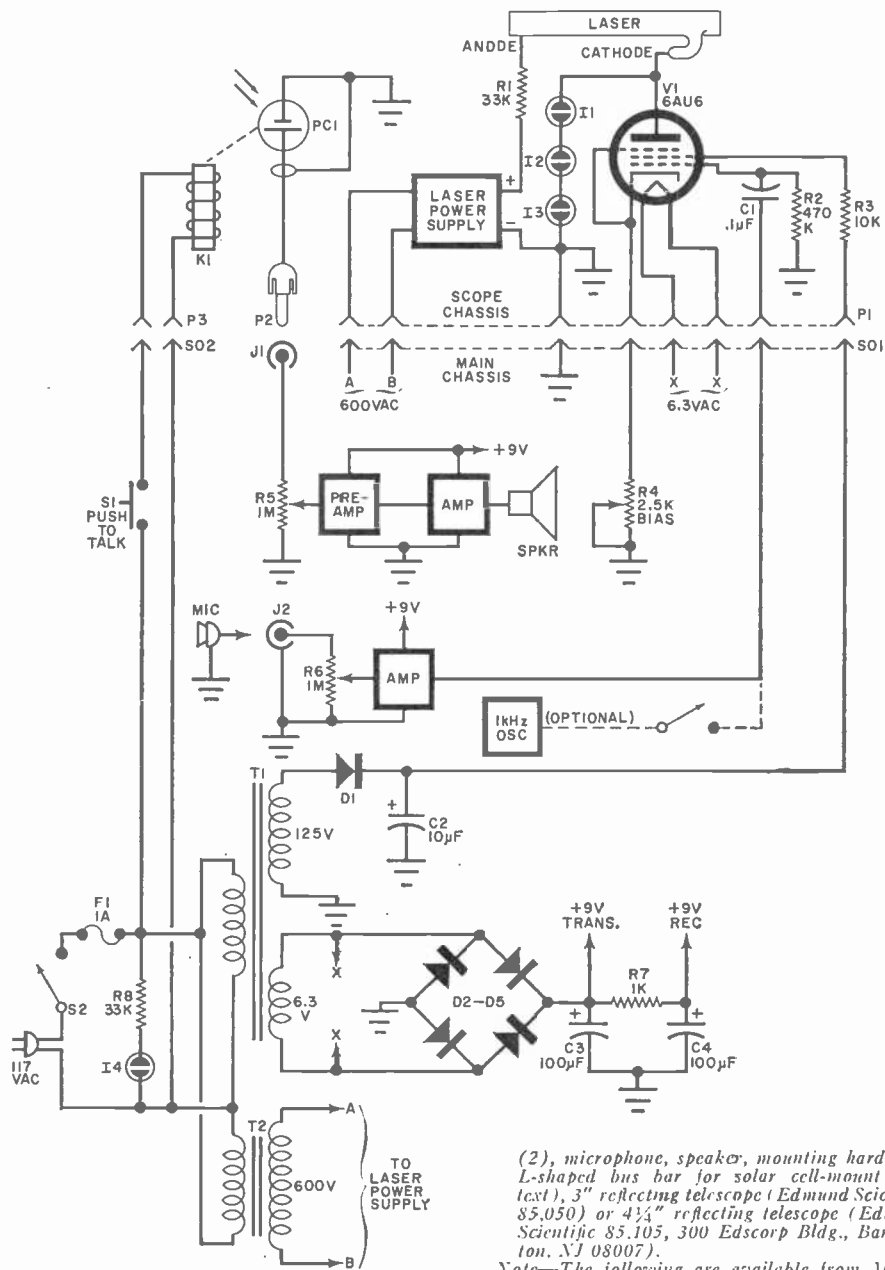 LASER
ANODE
CATHODE
R1
33K
V1
6AU6
PC1
I1
I2
I3
LASER
POWER
SUPPLY
+
-
C1
.1µF
R2
470
K
R3
10K
K1
SCOPE
CHASSIS
P3
P2
P1
SO2
J1
SO1
MAIN
CHASSIS
A
B
600VAC
X
X
6.3VAC
S1
PUSH
TO
TALK
R5
1M
PRE-
AMP
AMP
+9V
SPKR
R4
2.5K
BIAS
MIC
J2
R6
1M
+9V
AMP
1kHz
OSC
(OPTIONAL)
T1
125V
D1
+
C2
10µF
F1
1A
S2
R8
33K
I4
117
VAC
6.3
V
X
X
D2-D5
+9V
TRANS.
+9V
REC
R7
1K
+
C3
100µF
+
C4
100µF
T2
600V
A
B
TO
LASER
POWER
SUPPLY
(2), microphone, speaker, mounting hard
L-shaped bus bar for solar cell-mount
text), 3" reflecting telescope (Edmund Scie
85,050) or 4¼" reflecting telescope (Ed
Scientific 85,105, 300 Edscorp Bldg., Bar
ton, NJ 08007).
Note—The following are available from M